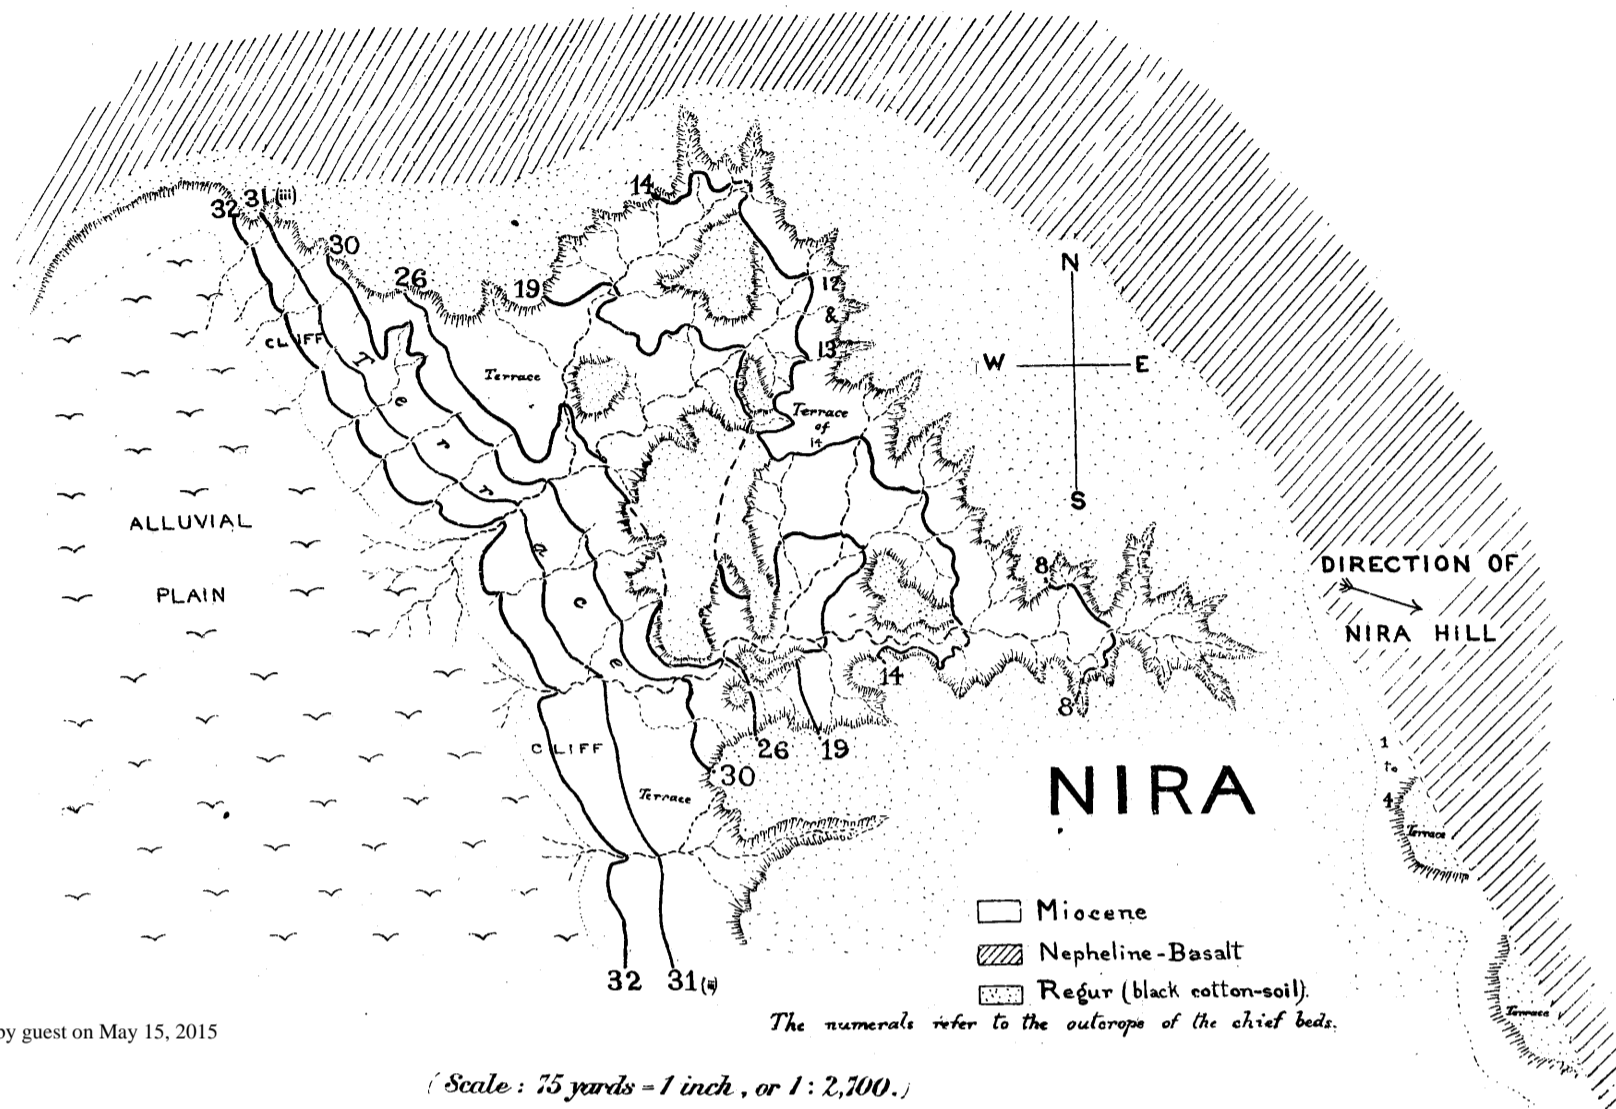 14
32
31 (iii)
30
26
19
12
&
13
N
W
E
S
CLIFF
Terrace
Terrace
Terrace
of
14
ALLUVIAL
PLAIN
8
DIRECTION OF
NIRA HILL
14
8
CLIFF
26
19
30
Terrace
NIRA
1
to
4
Terrace
Miocene
Nepheline-Basalt
Regur (black cotton-soil).
32
31
Terrace
The numerals refer to the outcrops of the chief beds.
by guest on May 15, 2015
(Scale: 75 yards = 1 inch, or 1:2,700.)